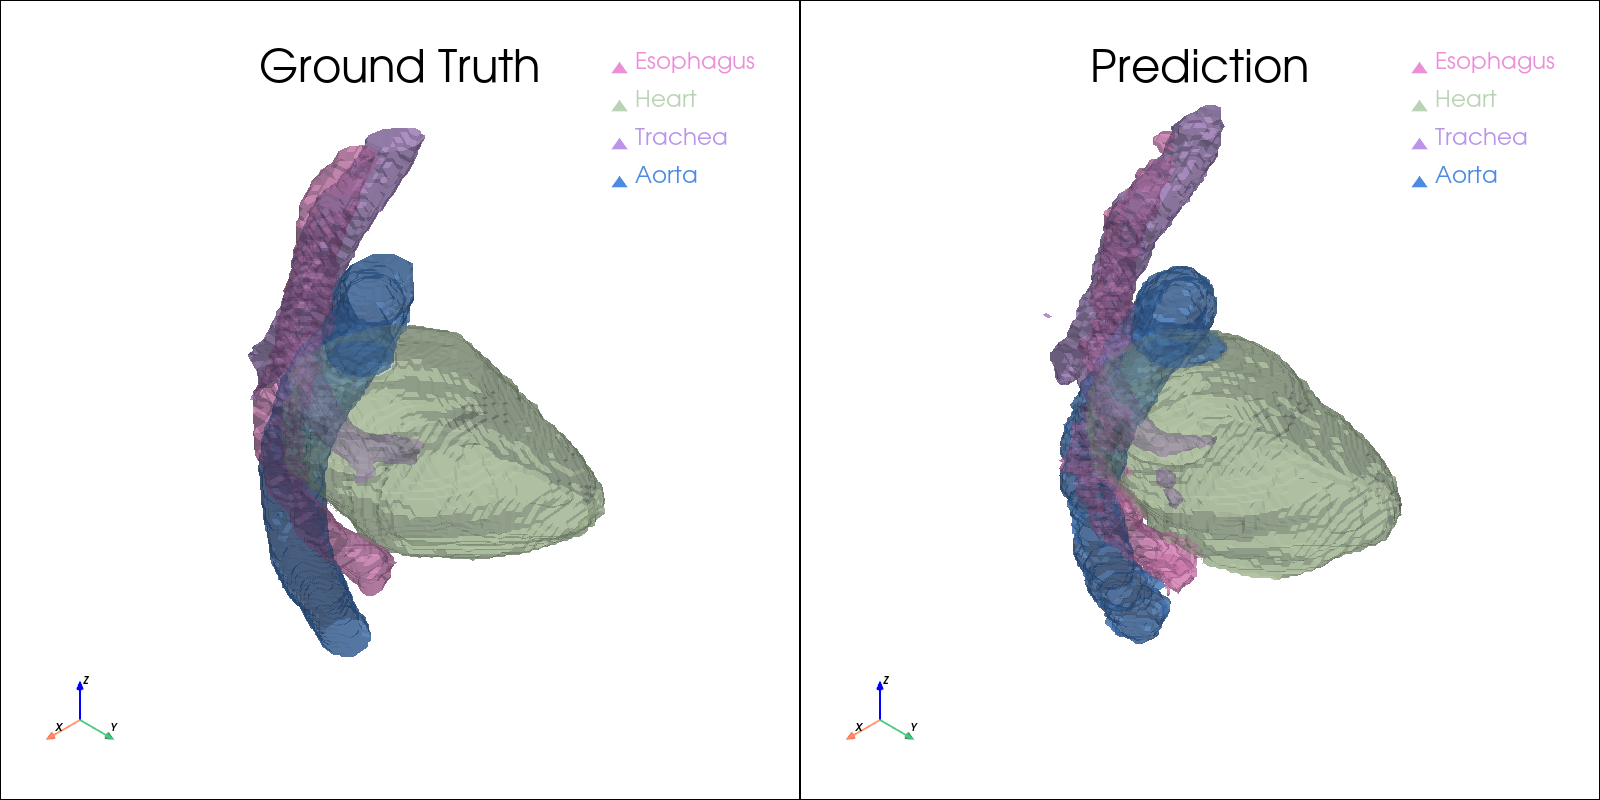 Ground Truth
Esophagus
Heart
Trachea
Aorta
Z
X
Y
Prediction
Esophagus
Heart
Trachea
Aorta
Z
X
Y